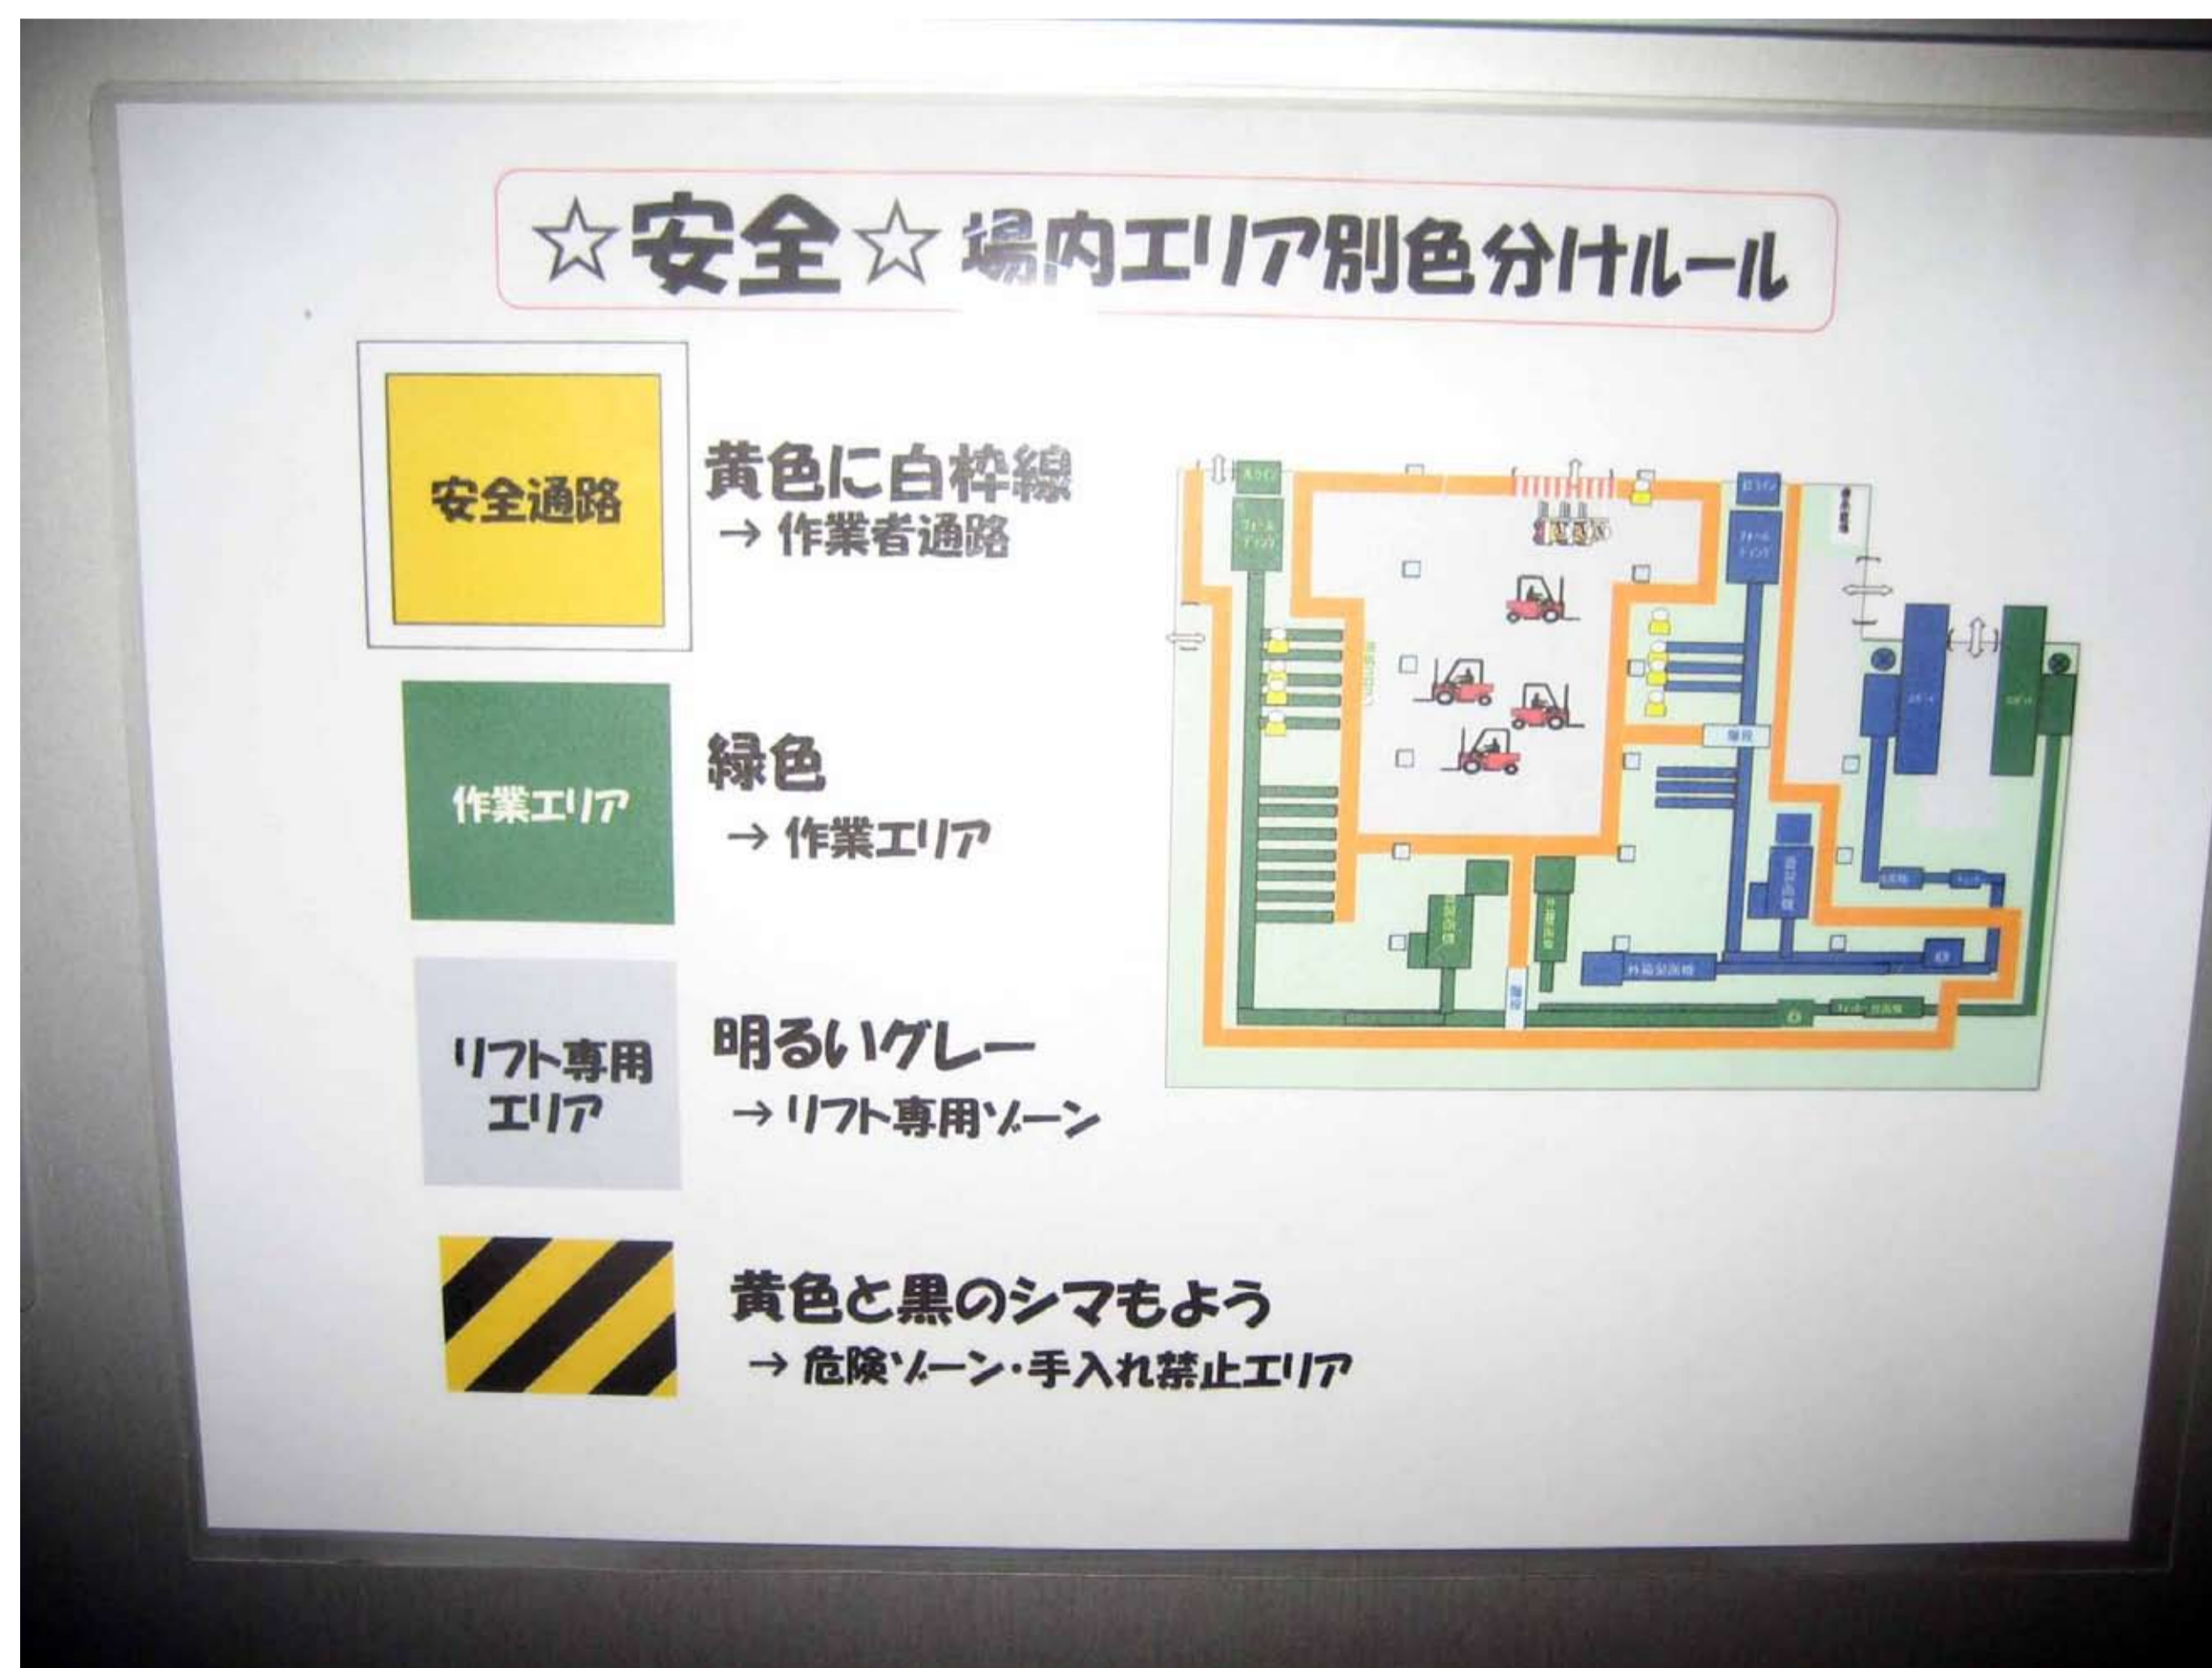 ☆安全☆場内エリア別色分けルール
安全通路
黄色に白枠線
→作業者通路
作業エリア
緑色
→作業エリア
リフト専用
エリア
明るいグレー
→リフト専用ゾーン
黄色と黒のシマもよう
→危険ゾーン・手入れ禁止エリア
階段
階段